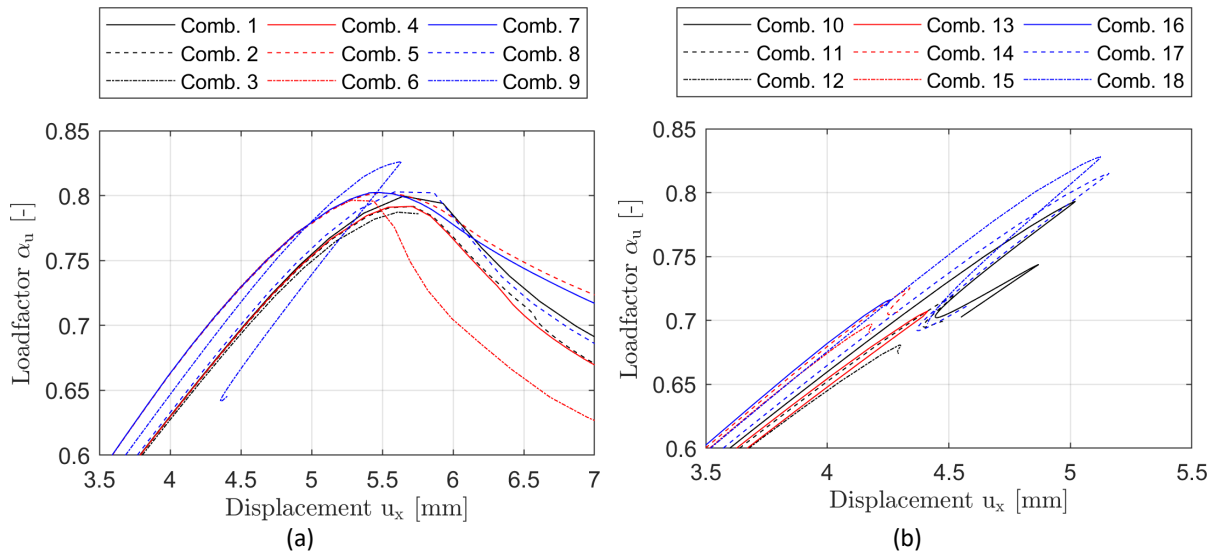 Comb. 1 Comb. 4 Comb. 7
Comb. 2 Comb. 5 Comb. 8
Comb. 3 Comb. 6 Comb. 9
0.85
0.8
0.75
0.7
0.65
0.6
Loadfactor αu [-]
3.5 4 4.5 5 5.5 6 6.5 7
Displacement ux [mm]
(a)
Comb. 10 Comb. 13 Comb. 16
Comb. 11 Comb. 14 Comb. 17
Comb. 12 Comb. 15 Comb. 18
0.85
0.8
0.75
0.7
0.65
0.6
Loadfactor αu [-]
3.5 4 4.5 5 5.5
Displacement ux [mm]
(b)